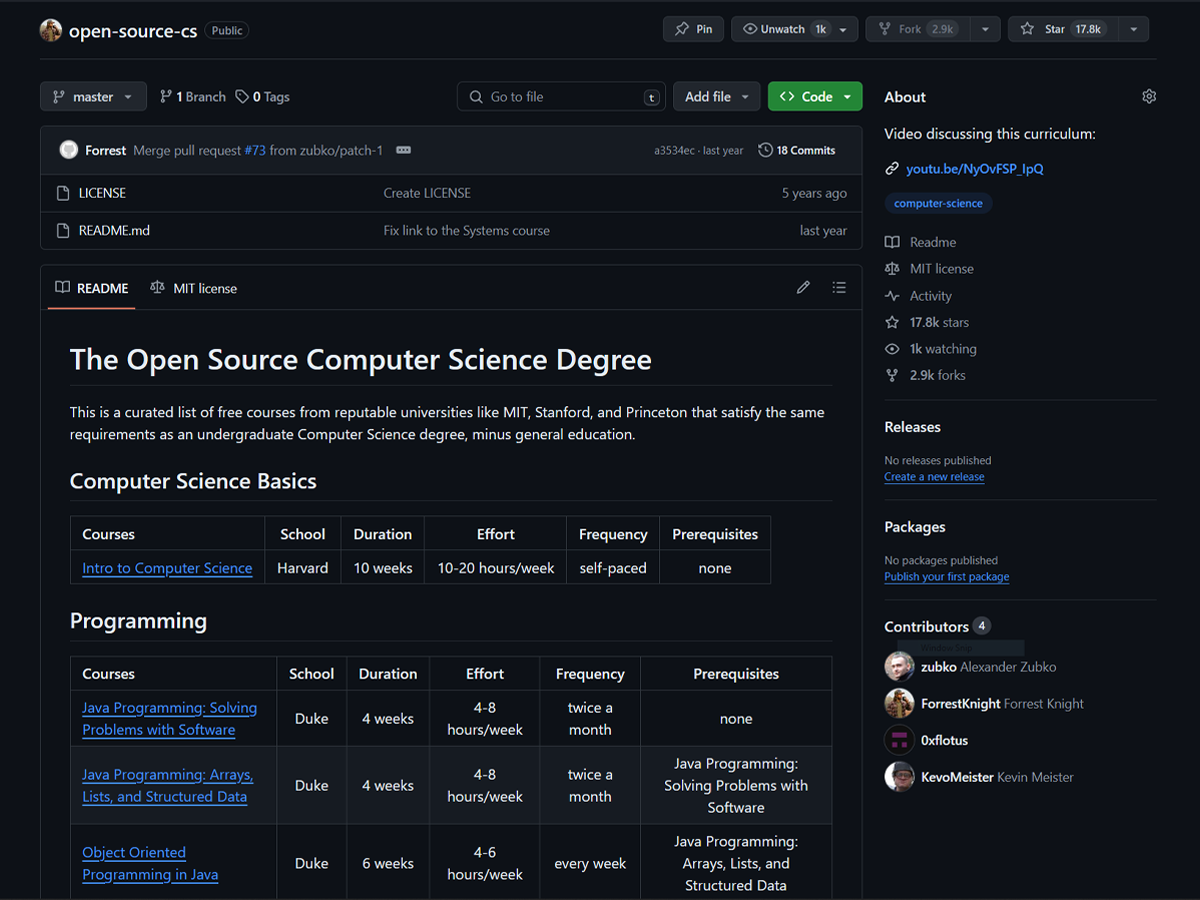 open-source-cs Public
Pin Unwatch 1k Fork 2.9k Star 17.8k
master 1 Branch 0 Tags Go to file t Add file Code
Forrest Merge pull request #73 from zubko/patch-1 a3534ec · last year 18 Commits
LICENSE Create LICENSE 5 years ago
README.md Fix link to the Systems course last year
README MIT license
The Open Source Computer Science Degree
This is a curated list of free courses from reputable universities like MIT, Stanford, and Princeton that satisfy the same
requirements as an undergraduate Computer Science degree, minus general education.
Computer Science Basics
Courses School Duration Effort Frequency Prerequisites
Intro to Computer Science Harvard 10 weeks 10-20 hours/week self-paced none
Programming
Courses School Duration Effort Frequency Prerequisites
Java Programming: Solving
Problems with Software
Duke
4 weeks
4-8
hours/week
twice a
month
none
Java Programming: Arrays,
Lists, and Structured Data
Duke
4 weeks
4-8
hours/week
twice a
month
Java Programming:
Solving Problems with
Software
Object Oriented
Programming in Java
Duke
6 weeks
4-6
hours/week
every week
Java Programming:
Arrays, Lists, and
Structured Data
About
Video discussing this curriculum:
youtu.be/NyOvFSP_IpQ
computer-science
Readme
MIT license
Activity
17.8k stars
1k watching
2.9k forks
Releases
No releases published
Create a new release
Packages
No packages published
Publish your first package
Contributors 4
Window Snip
zubko Alexander Zubko
ForrestKnight Forrest Knight
0xflotus
KevoMeister Kevin Meister